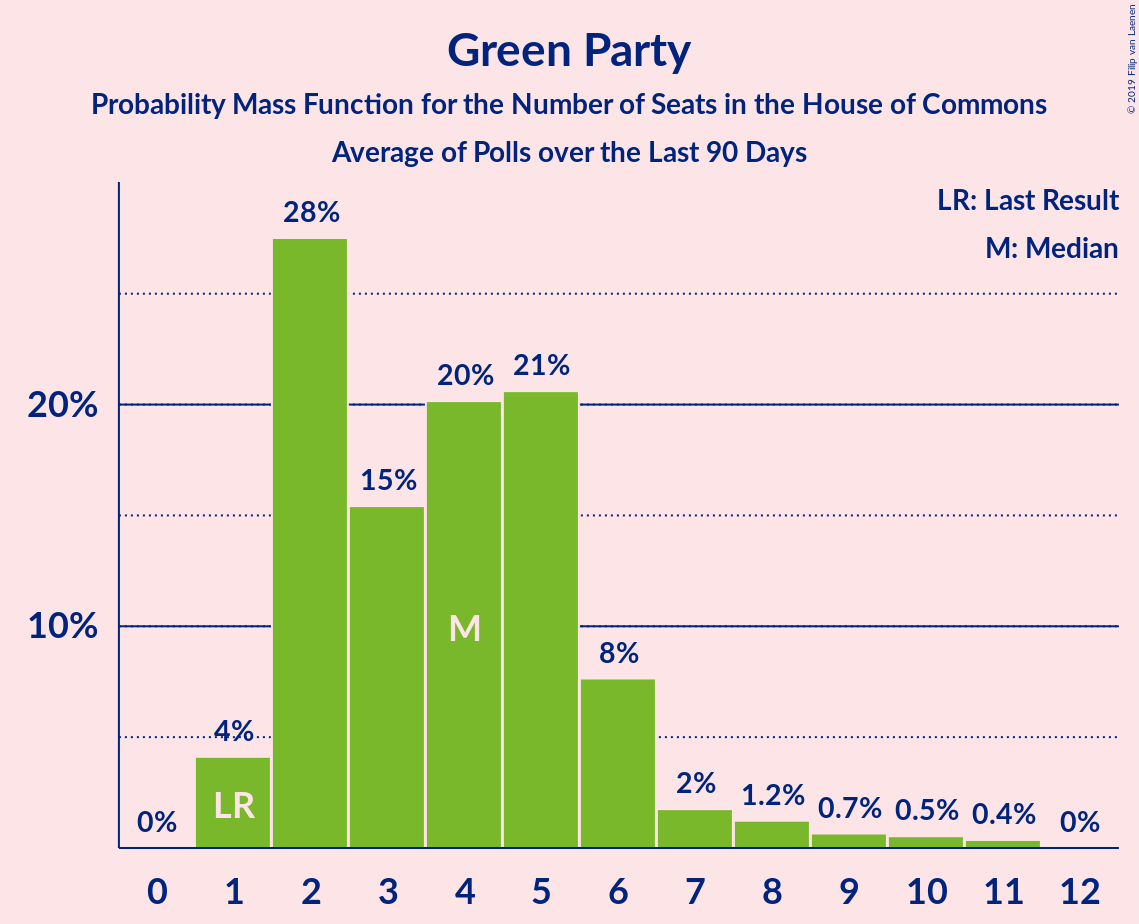 Green Party
Probability Mass Function for the Number of Seats in the House of Commons
Average of Polls over the Last 90 Days
© 2019 Filip van Laenen
LR: Last Result
M: Median
28%
21%
20%
20%
15%
M
10%
8%
4%
LR
2%
1.2%
0.7%
0.5%
0.4%
0%
0%
0 1 2 3 4 5 6 7 8 9 10 11 12